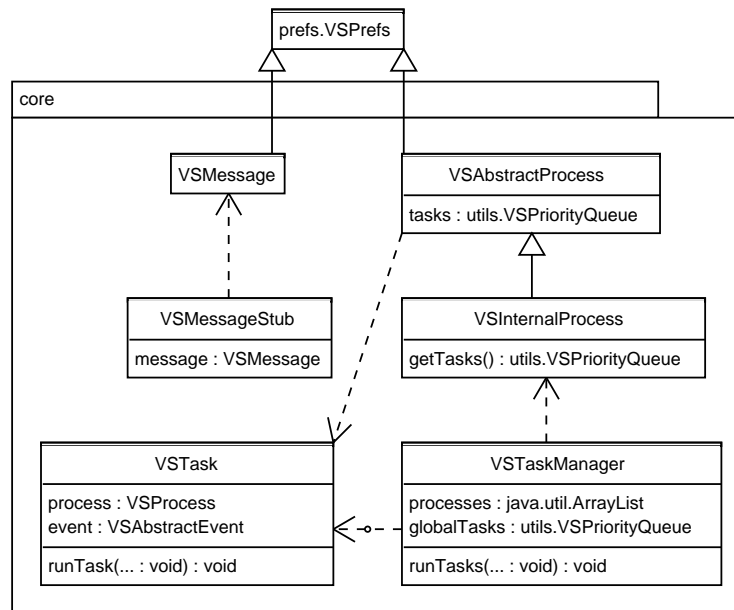 prefs.VSPrefs
core
VSMessage
VSAbstractProcess
tasks : utils.VSPriorityQueue
VSMessageStub
message : VSMessage
VSInternalProcess
getTasks() : utils.VSPriorityQueue
VSTask
process : VSProcess
event : VSAbstractEvent
runTask(... : void) : void
VSTaskManager
processes : java.util.ArrayList
globalTasks : utils.VSPriorityQueue
runTasks(... : void) : void